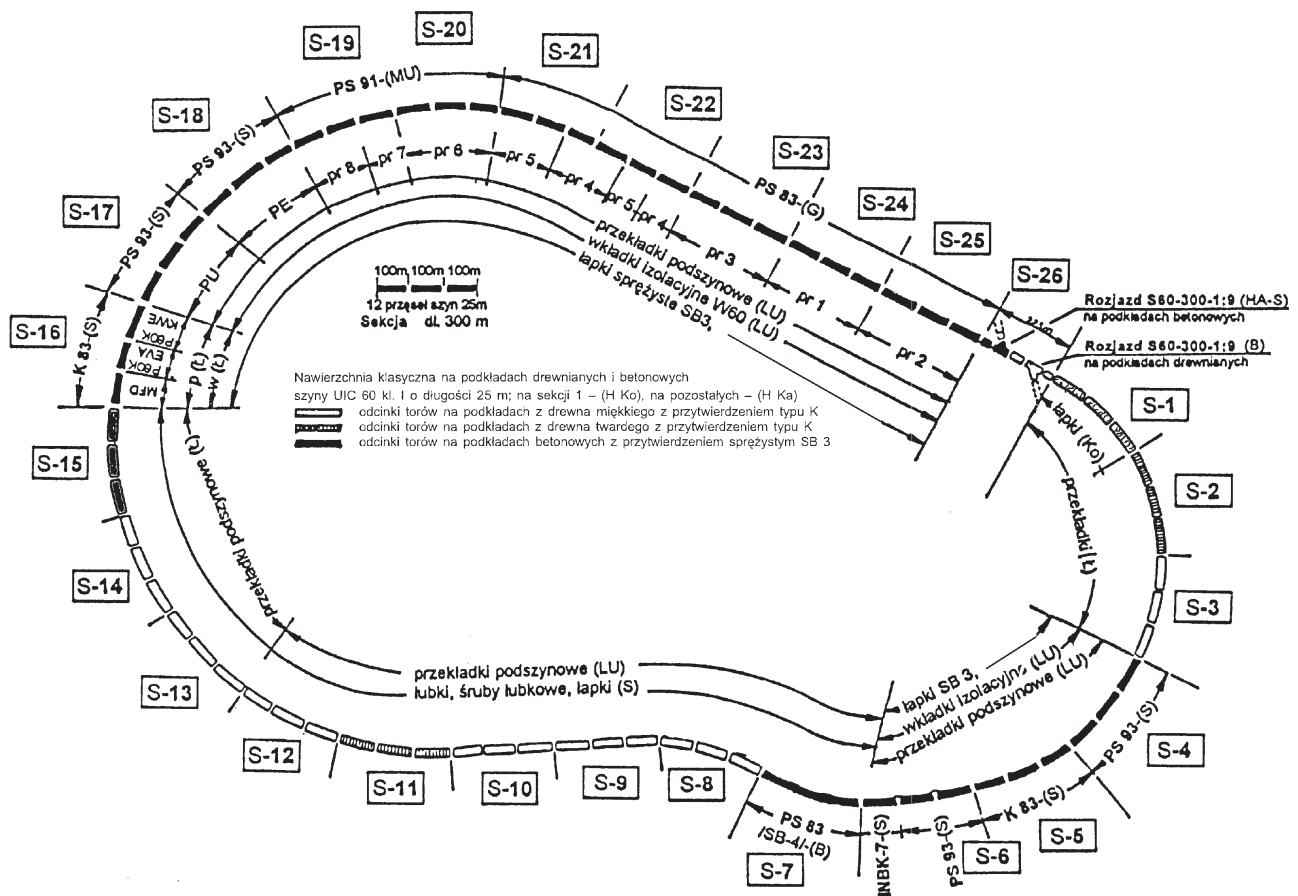 S-19
S-20
S-21
S-22
S-23
S-24
S-25
S-26
S-18
S-17
S-16
S-15
S-14
S-13
S-12
S-11
S-10
S-9
S-8
S-7
S-6
S-5
S-4
S-3
S-2
S-1
PS 91-(MU)
PS 93-(S)
PS 93-(S)
K 83-(S)
PS 83-(G)
PE
PU
pr 8
pr 7
pr 6
pr 5
pr 4
pr 5
pr 4
pr 3
pr 1
pr 2
KWE
P60K
EVA
P60K
MFD
p (Ł)
w (Ł)
przekładki podszynowe (LU)
wkładki izolacyjne W60 (LU)
łapki sprężyste SB3,
100m 100m 100m
12 przęseł szyn 25m
Sekcja dł. 300 m
Rozjazd S60-300-1:9 (HA-S)
na podkładach betonowych
Rozjazd S60-300-1:9 (B)
na podkładach drewnianych
Nawierzchnia klasyczna na podkładach drewnianych i betonowych
szyny UIC 60 kl. I o długości 25 m; na sekcji 1 – (H Ko), na pozostałych – (H Ka)
odcinki torów na podkładach z drewna miękkiego z przytwierdzeniem typu K
odcinki torów na podkładach z drewna twardego z przytwierdzeniem typu K
odcinki torów na podkładach betonowych z przytwierdzeniem sprężystym SB 3
łapki (Ko)
przekładki (Ł)
przekładki podszynowe (Ł)
przekładki podszynowe (LU)
łubki, śruby łubkowe, łapki (S)
łapki SB 3,
wkładki izolacyjne (LU)
przekładki podszynowe (LU)
PS 93-(S)
K 83-(S)
PS 93-(S)
INBK-7-(S)
PS 83
/SB-4/-(B)